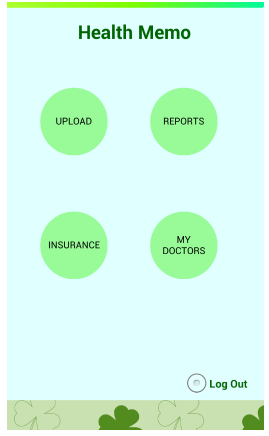 Health Memo
UPLOAD
REPORTS
INSURANCE
MY
DOCTORS
Log Out